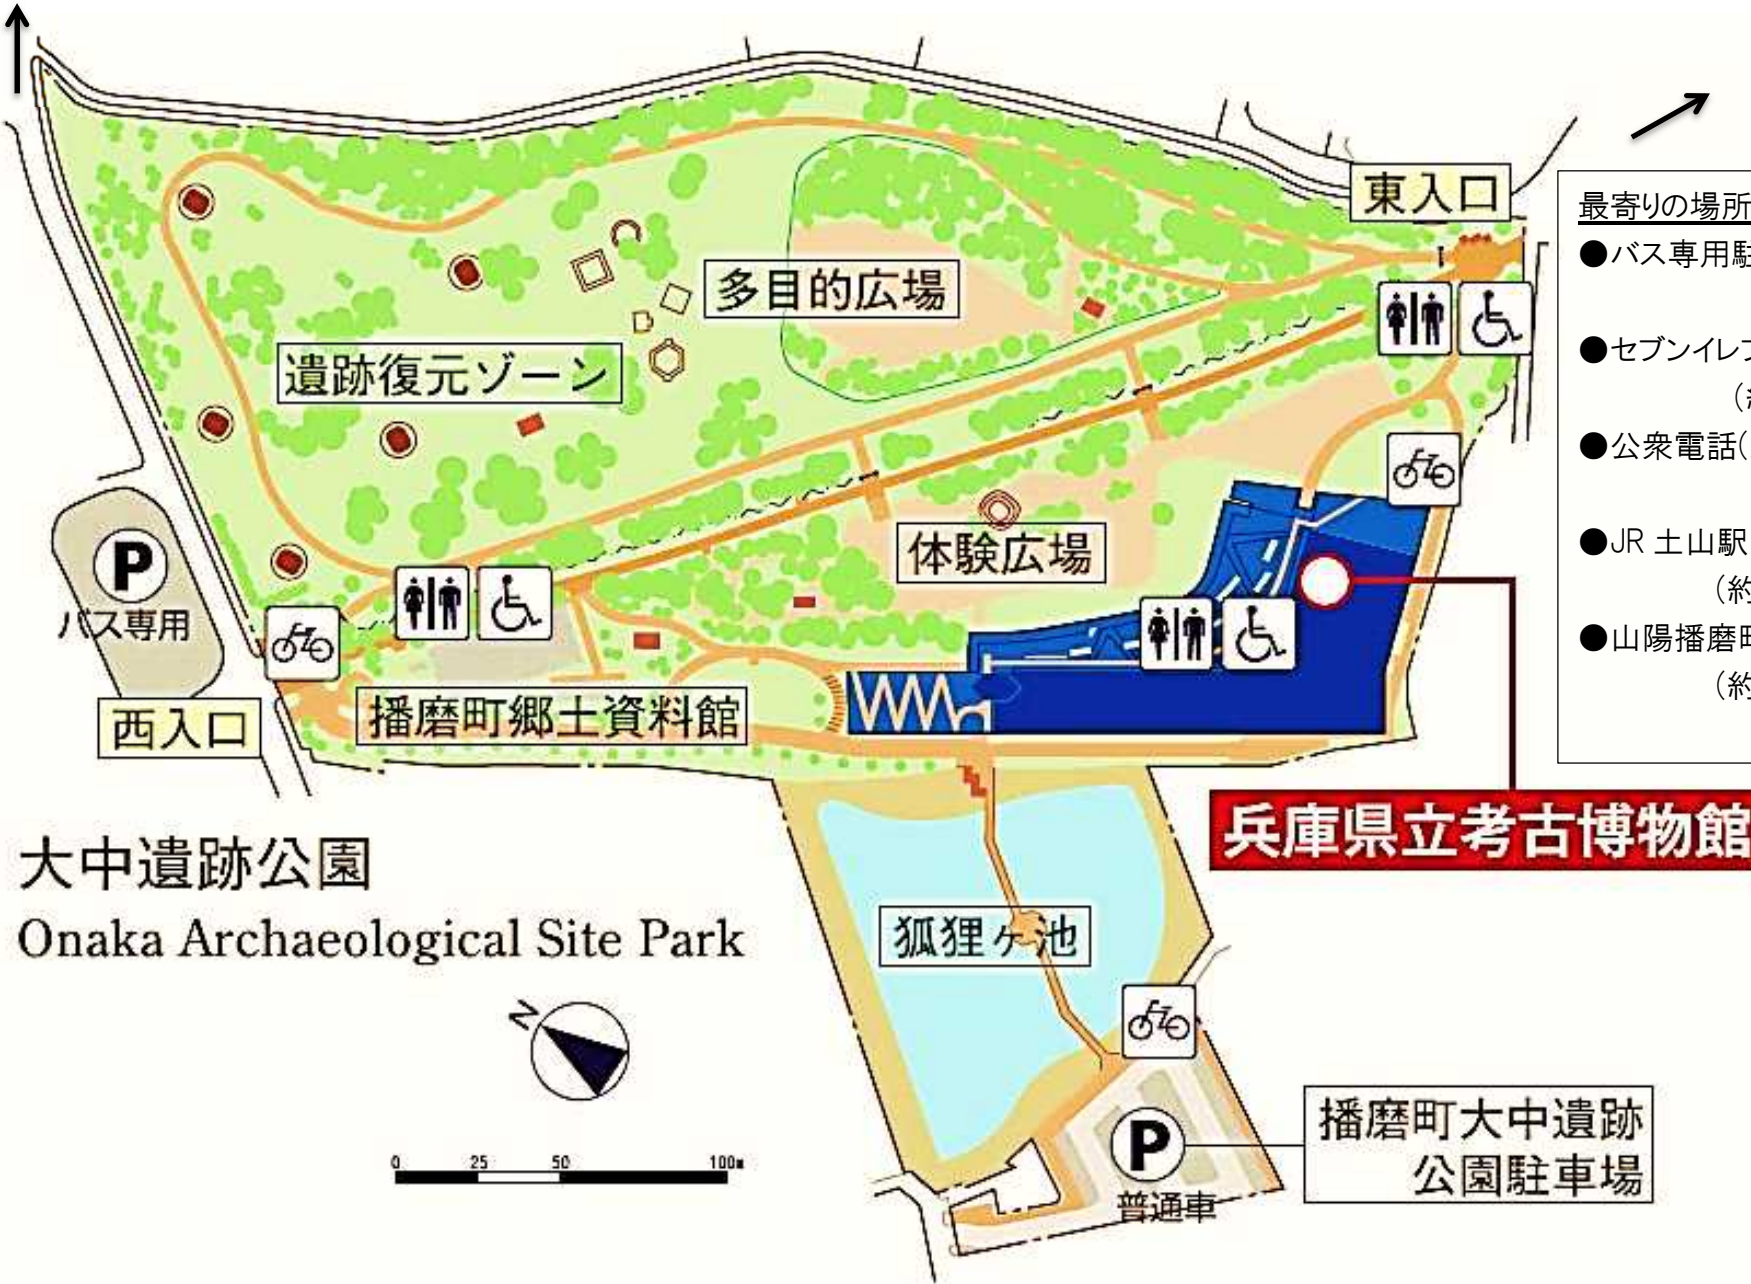 東入口
最寄りの場所
●バス専用駐
多目的広場
●セブンイレブ
(約
遺跡復元ゾーン
●公衆電話(
体験広場
●JR 土山駅
(約
P
バス専用
●山陽播磨町
(約
西入口
播磨町郷土資料館
兵庫県立考古博物館
大中遺跡公園
Onaka Archaeological Site Park
狐狸ヶ池
N
0 25 50 100m
P
普通車
播磨町大中遺跡
公園駐車場